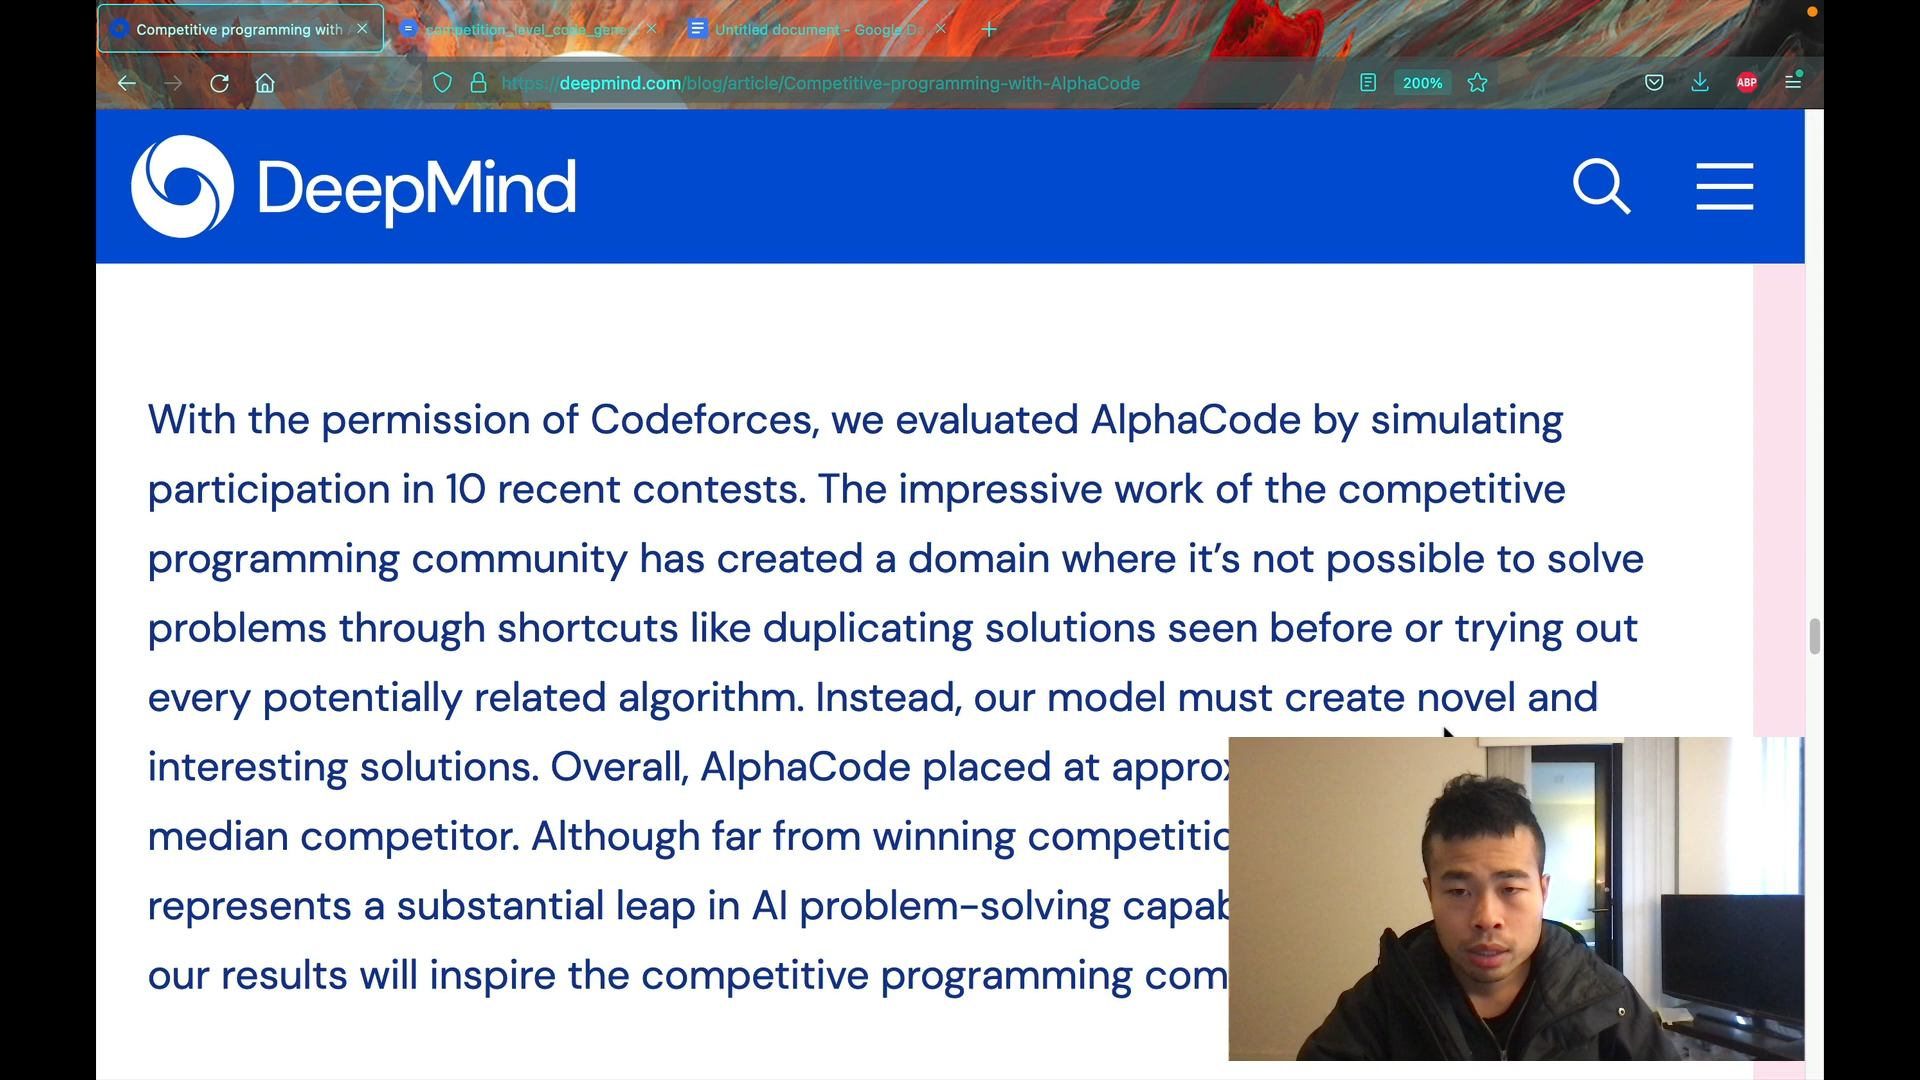 Competitive programming with
competition_level_code_gene
Untitled document - Google Do
https://deepmind.com/blog/article/Competitive-programming-with-AlphaCode
200%
ABP
DeepMind
With the permission of Codeforces, we evaluated AlphaCode by simulating
participation in 10 recent contests. The impressive work of the competitive
programming community has created a domain where it’s not possible to solve
problems through shortcuts like duplicating solutions seen before or trying out
every potentially related algorithm. Instead, our model must create novel and
interesting solutions. Overall, AlphaCode placed at approx
median competitor. Although far from winning competitio
represents a substantial leap in AI problem-solving capab
our results will inspire the competitive programming com